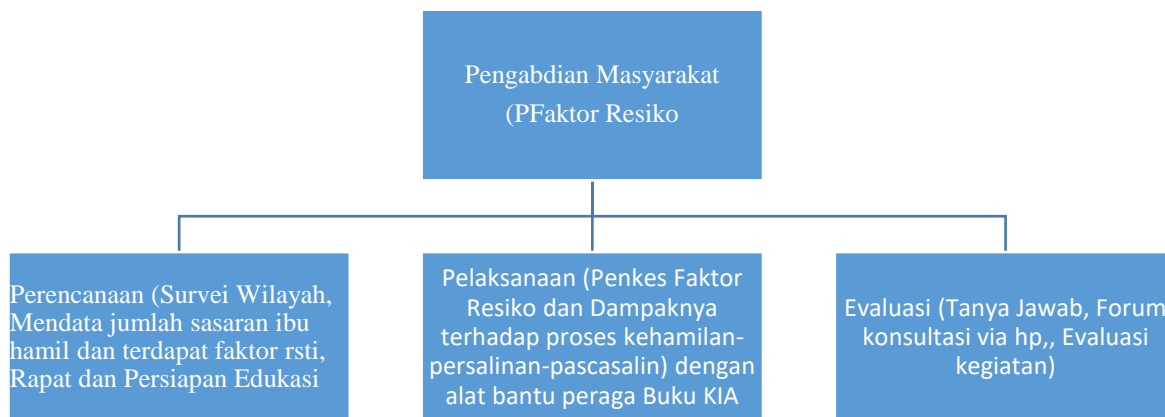 Pengabdian Masyarakat
(PFaktor Resiko
Perencanaan (Survei Wilayah,
Mendata jumlah sasaran ibu
hamil dan terdapat faktor rsti,
Rapat dan Persiapan Edukasi
Pelaksanaan (Penkes Faktor
Resiko dan Dampaknya
terhadap proses kehamilan-
persalinan-pascasalin) dengan
alat bantu peraga Buku KIA
Evaluasi (Tanya Jawab, Forum
konsultasi via hp,, Evaluasi
kegiatan)